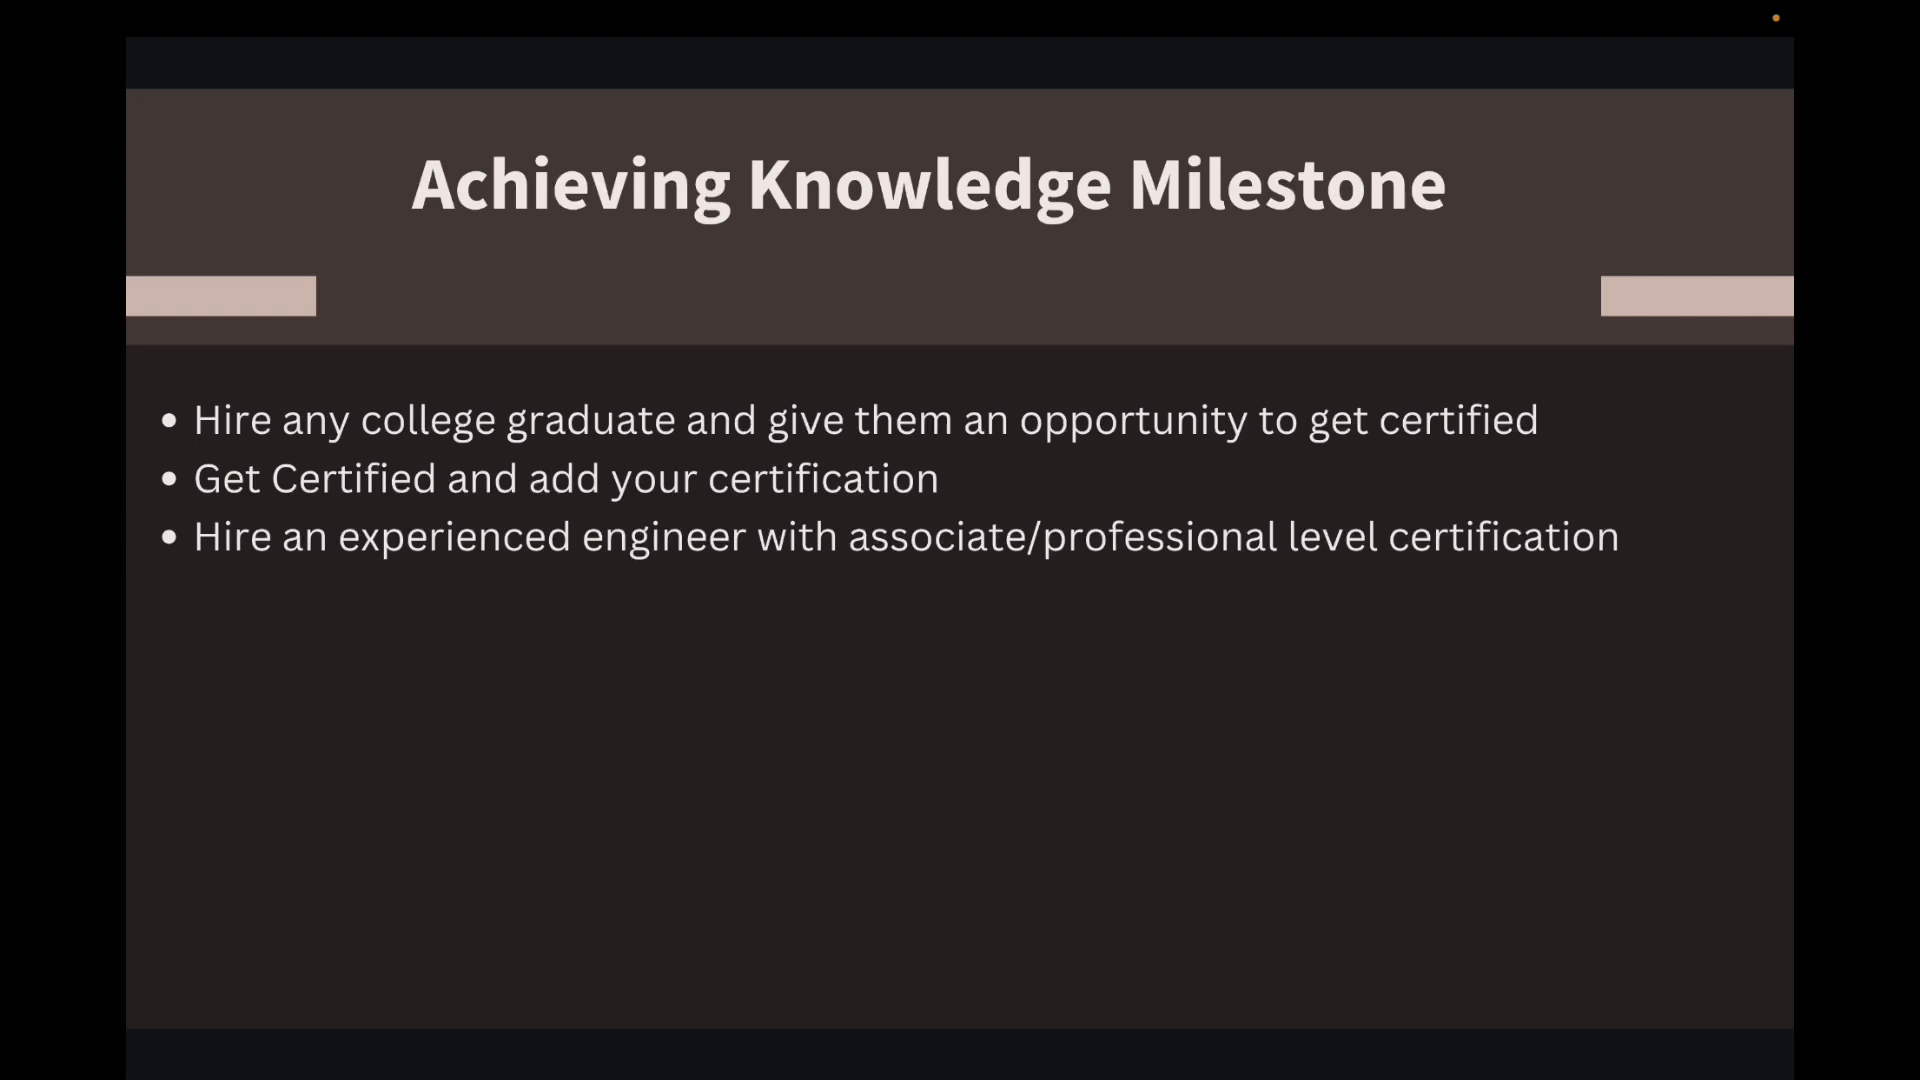 Achieving Knowledge Milestone
• Hire any college graduate and give them an opportunity to get certified
• Get Certified and add your certification
• Hire an experienced engineer with associate/professional level certification